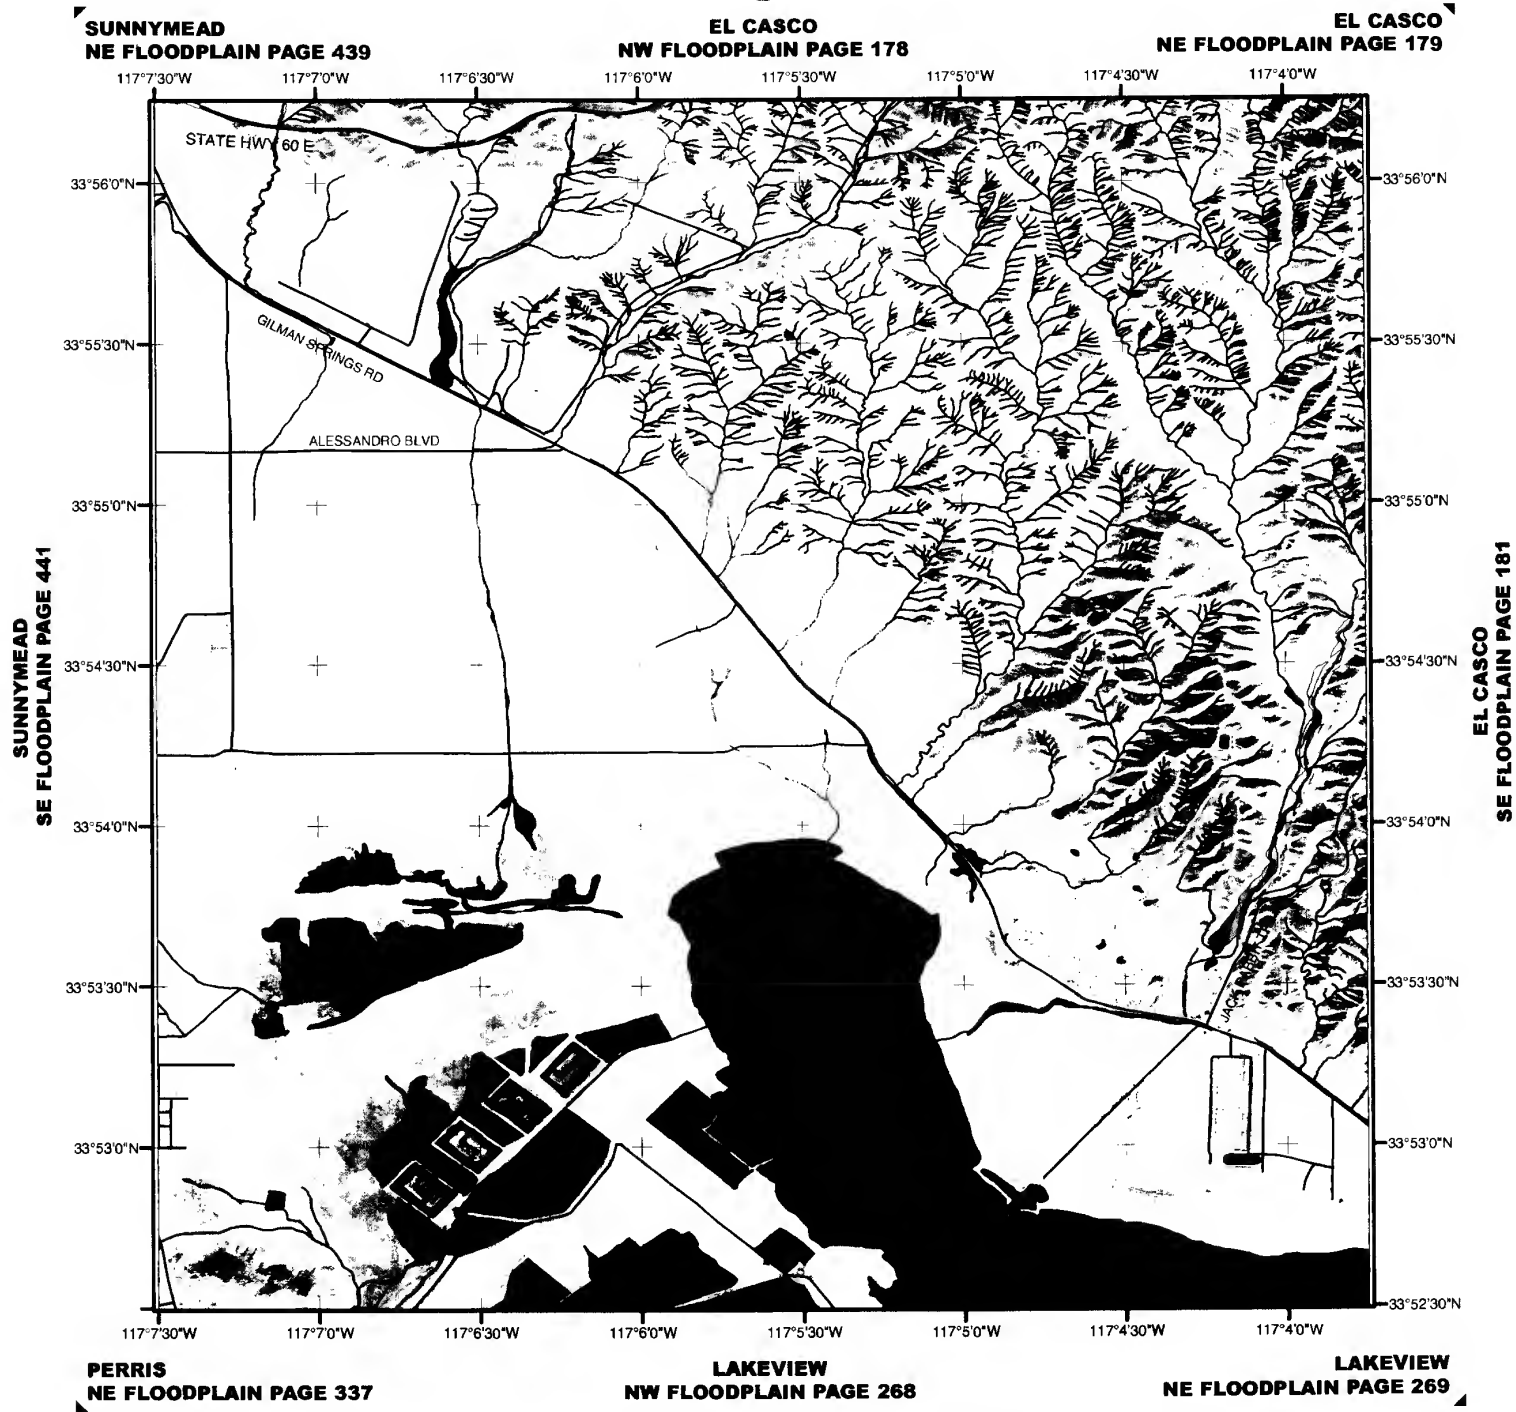 SUNNYMEAD
NE FLOODPLAIN PAGE 439
EL CASCO
NW FLOODPLAIN PAGE 178
EL CASCO
NE FLOODPLAIN PAGE 179
117°7'30"W 117°7'0"W 117°6'30"W 117°6'0"W 117°5'30"W 117°5'0"W 117°4'30"W 117°4'0"W
STATE HWY 60 E
33°56'0"N 33°56'0"N
GILMAN SPRINGS RD
33°55'30"N 33°55'30"N
ALESSANDRO BLVD
33°55'0"N 33°55'0"N
SUNNYMEAD
SE FLOODPLAIN PAGE 441
EL CASCO
SE FLOODPLAIN PAGE 181
33°54'30"N 33°54'30"N
33°54'0"N 33°54'0"N
33°53'30"N 33°53'30"N
33°53'0"N 33°53'0"N
33°52'30"N
117°7'30"W 117°7'0"W 117°6'30"W 117°6'0"W 117°5'30"W 117°5'0"W 117°4'30"W 117°4'0"W
PERRIS
NE FLOODPLAIN PAGE 337
LAKEVIEW
NW FLOODPLAIN PAGE 268
LAKEVIEW
NE FLOODPLAIN PAGE 269